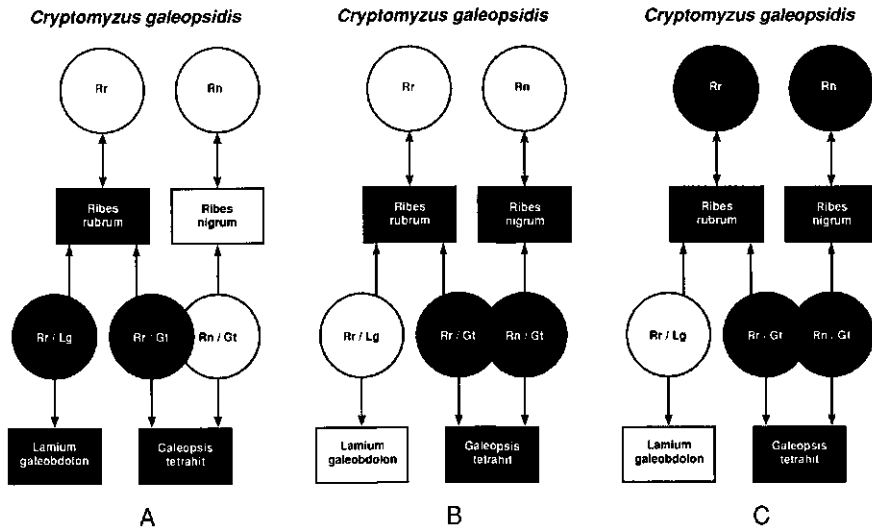 Cryptomyzus galeopsidis
Rr
Rn
Ribes
rubrum
Ribes
nigrum
Rr / Lg
Rr / Gt
Rn / Gt
Lamium
galeobdolon
Galeopsis
tetrahit
A
Cryptomyzus galeopsidis
Rr
Rn
Ribes
rubrum
Ribes
nigrum
Rr / Lg
Rr / Gt
Rn / Gt
Lamium
galeobdolon
Galeopsis
tetrahit
B
Cryptomyzus galeopsidis
Rr
Rn
Ribes
rubrum
Ribes
nigrum
Rr / Lg
Rr / Gt
Rn / Gt
Lamium
galeobdolon
Galeopsis
tetrahit
C